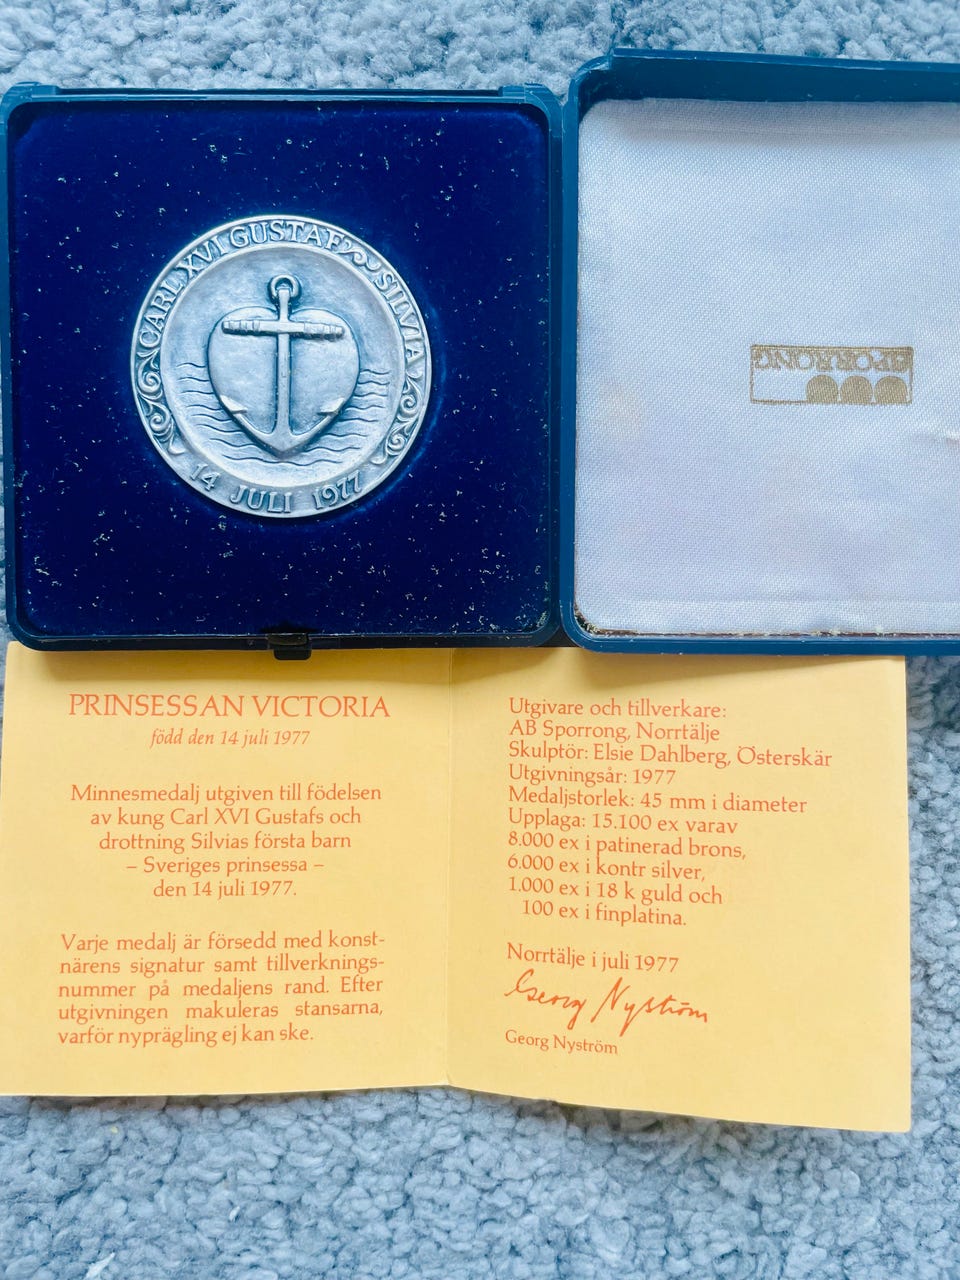 CARL XVI GUSTAF SILVIA
14 JULI 1977
SPORRONG
PRINSESSAN VICTORIA
född den 14 juli 1977
Minnesmedalj utgiven till födelsen
av kung Carl XVI Gustafs och
drottning Silvias första barn
– Sveriges prinsessa –
den 14 juli 1977.
Varje medalj är försedd med konst-
närens signatur samt tillverknings-
nummer på medaljens rand. Efter
utgivningen makuleras stansarna,
varför nyprägling ej kan ske.
Utgivare och tillverkare:
AB Sporrong, Norrtälje
Skulptör: Elsie Dahlberg, Österskär
Utgivningsår: 1977
Medaljstorlek: 45 mm i diameter
Upplaga: 15.100 ex varav
8.000 ex i patinerad brons,
6.000 ex i kontr silver,
1.000 ex i 18 k guld och
100 ex i finplatina.
Norrtälje i juli 1977
Georg Nyström
Georg Nyström